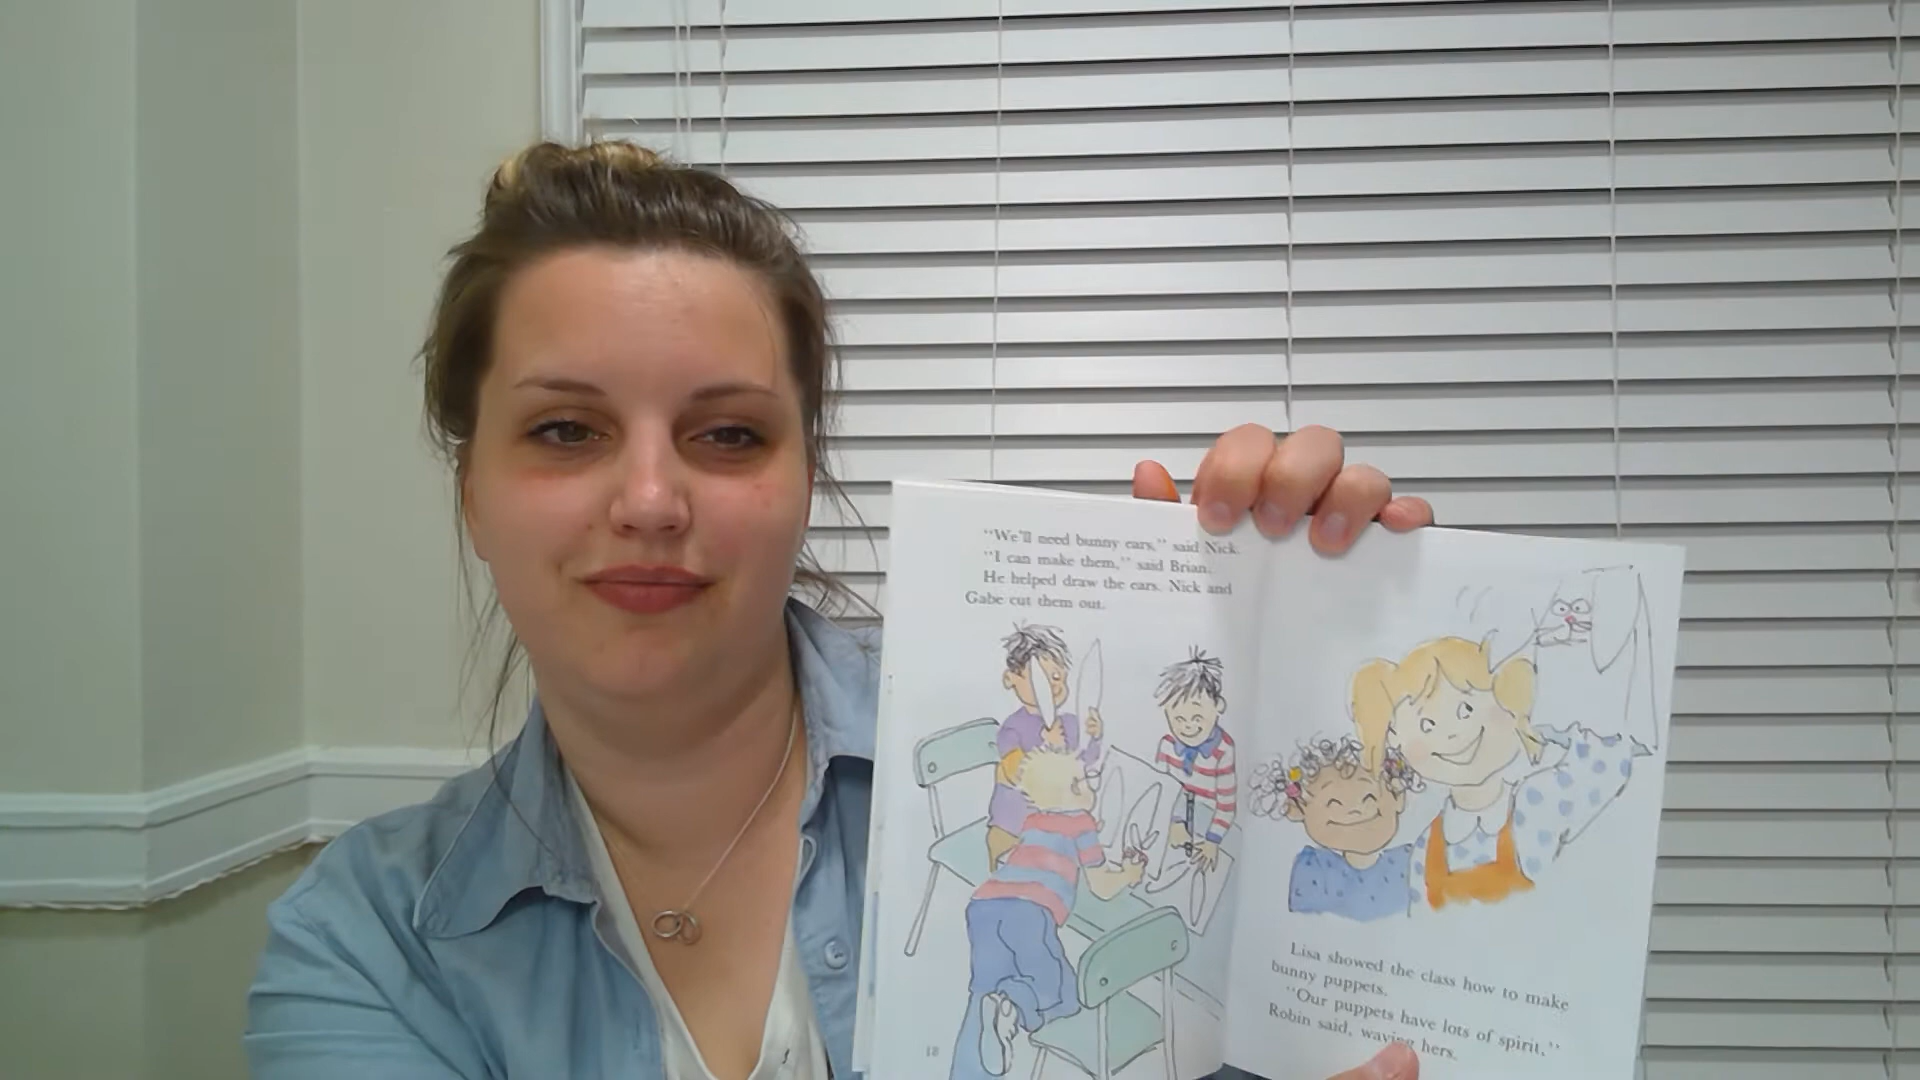 "We'll need bunny ears," said Nick.
"I can make them," said Brian.
He helped draw the ears. Nick and
Gabe cut them out.
18
Lisa showed the class how to make
bunny puppets.
"Our puppets have lots of spirit,"
Robin said, waving hers.